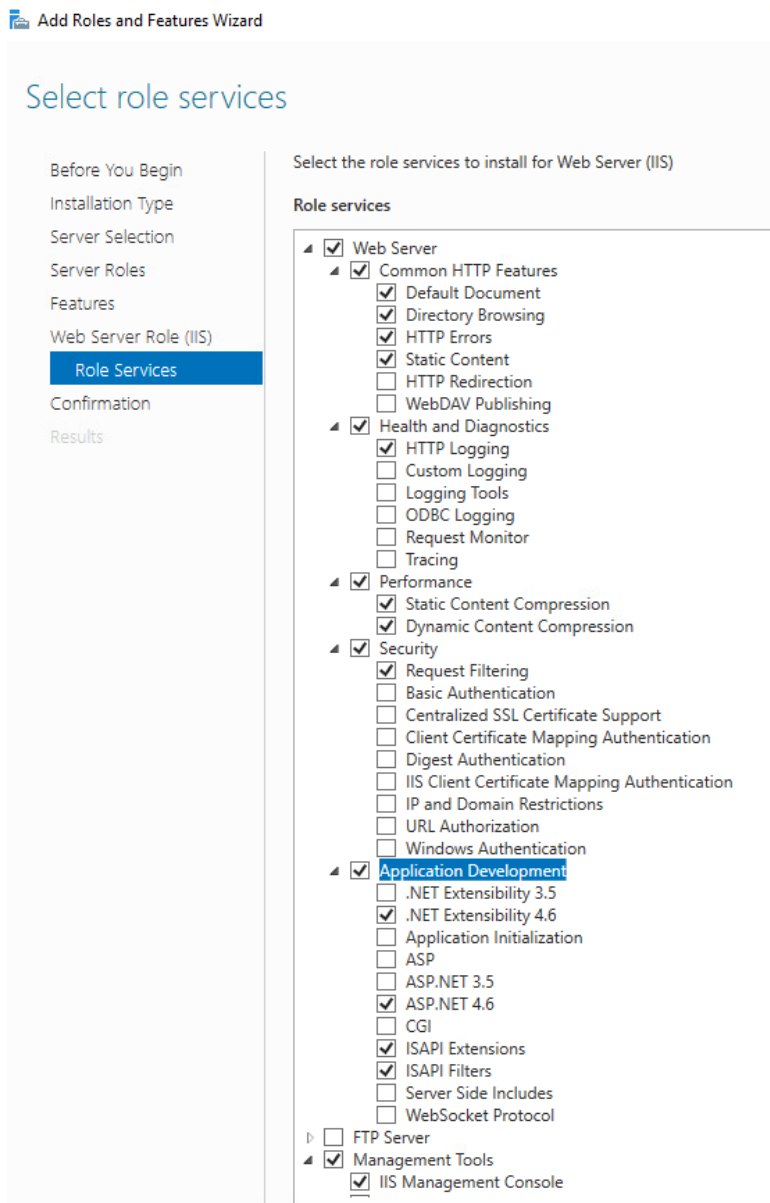 Add Roles and Features Wizard
Select role services
Before You Begin
Installation Type
Server Selection
Server Roles
Features
Web Server Role (IIS)
Role Services
Confirmation
Results
Select the role services to install for Web Server (IIS)
Role services
Web Server
Common HTTP Features
Default Document
Directory Browsing
HTTP Errors
Static Content
HTTP Redirection
WebDAV Publishing
Health and Diagnostics
HTTP Logging
Custom Logging
Logging Tools
ODBC Logging
Request Monitor
Tracing
Performance
Static Content Compression
Dynamic Content Compression
Security
Request Filtering
Basic Authentication
Centralized SSL Certificate Support
Client Certificate Mapping Authentication
Digest Authentication
IIS Client Certificate Mapping Authentication
IP and Domain Restrictions
URL Authorization
Windows Authentication
Application Development
.NET Extensibility 3.5
.NET Extensibility 4.6
Application Initialization
ASP
ASP.NET 3.5
ASP.NET 4.6
CGI
ISAPI Extensions
ISAPI Filters
Server Side Includes
WebSocket Protocol
FTP Server
Management Tools
IIS Management Console